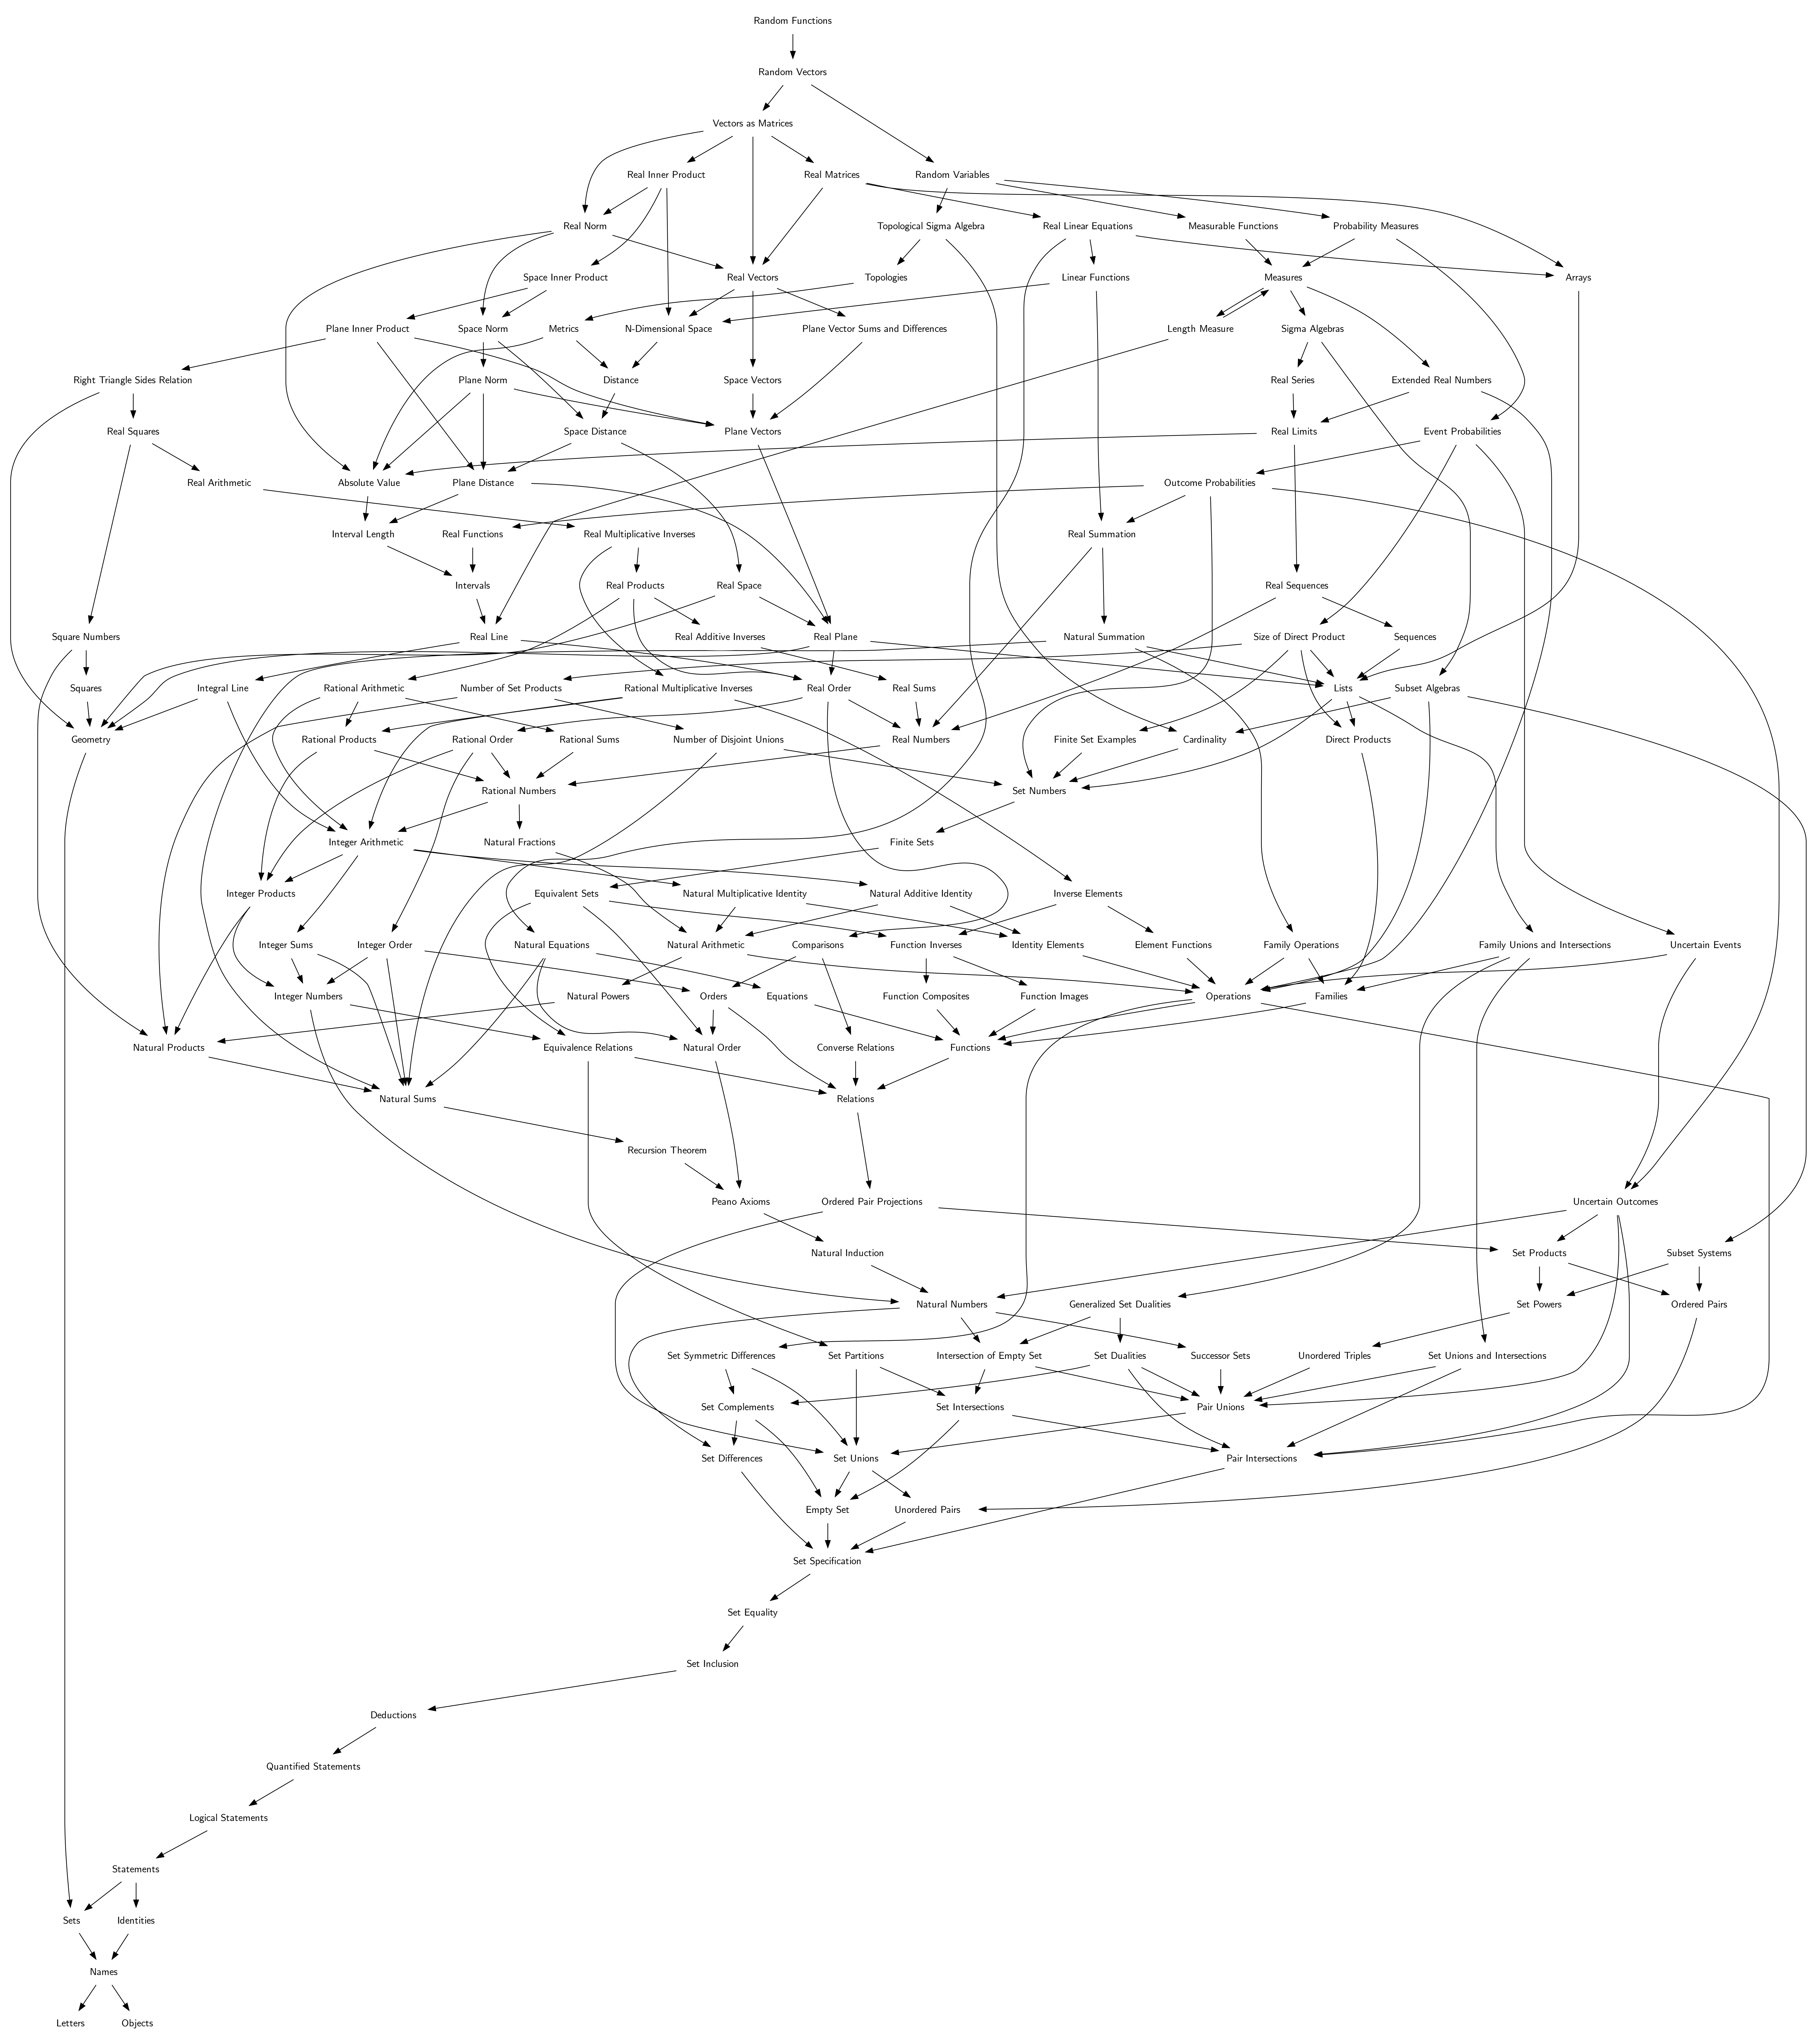 Random Functions
Random Vectors
Vectors as Matrices
Real Inner Product
Real Matrices
Random Variables
Real Norm
Topological Sigma Algebra
Real Linear Equations
Measurable Functions
Probability Measures
Space Inner Product
Real Vectors
Topologies
Linear Functions
Measures
Arrays
Plane Inner Product
Space Norm
Metrics
N-Dimensional Space
Plane Vector Sums and Differences
Length Measure
Sigma Algebras
Right Triangle Sides Relation
Plane Norm
Distance
Space Vectors
Real Series
Extended Real Numbers
Real Squares
Space Distance
Plane Vectors
Real Limits
Event Probabilities
Real Arithmetic
Absolute Value
Plane Distance
Outcome Probabilities
Interval Length
Real Functions
Real Multiplicative Inverses
Real Summation
Intervals
Real Products
Real Space
Real Sequences
Square Numbers
Real Line
Real Additive Inverses
Real Plane
Natural Summation
Size of Direct Product
Sequences
Squares
Integral Line
Rational Arithmetic
Number of Set Products
Rational Multiplicative Inverses
Real Order
Real Sums
Lists
Subset Algebras
Geometry
Rational Products
Rational Order
Rational Sums
Number of Disjoint Unions
Real Numbers
Finite Set Examples
Cardinality
Direct Products
Rational Numbers
Set Numbers
Integer Arithmetic
Natural Fractions
Finite Sets
Integer Products
Equivalent Sets
Natural Multiplicative Identity
Natural Additive Identity
Inverse Elements
Integer Sums
Integer Order
Natural Equations
Natural Arithmetic
Comparisons
Function Inverses
Identity Elements
Element Functions
Family Operations
Family Unions and Intersections
Uncertain Events
Integer Numbers
Natural Powers
Orders
Equations
Function Composites
Function Images
Operations
Families
Natural Products
Equivalence Relations
Natural Order
Converse Relations
Functions
Natural Sums
Relations
Recursion Theorem
Peano Axioms
Ordered Pair Projections
Uncertain Outcomes
Natural Induction
Set Products
Subset Systems
Natural Numbers
Generalized Set Dualities
Set Powers
Ordered Pairs
Set Symmetric Differences
Set Partitions
Intersection of Empty Set
Set Dualities
Successor Sets
Unordered Triples
Set Unions and Intersections
Set Complements
Set Intersections
Pair Unions
Set Differences
Set Unions
Pair Intersections
Empty Set
Unordered Pairs
Set Specification
Set Equality
Set Inclusion
Deductions
Quantified Statements
Logical Statements
Statements
Sets
Identities
Names
Letters
Objects